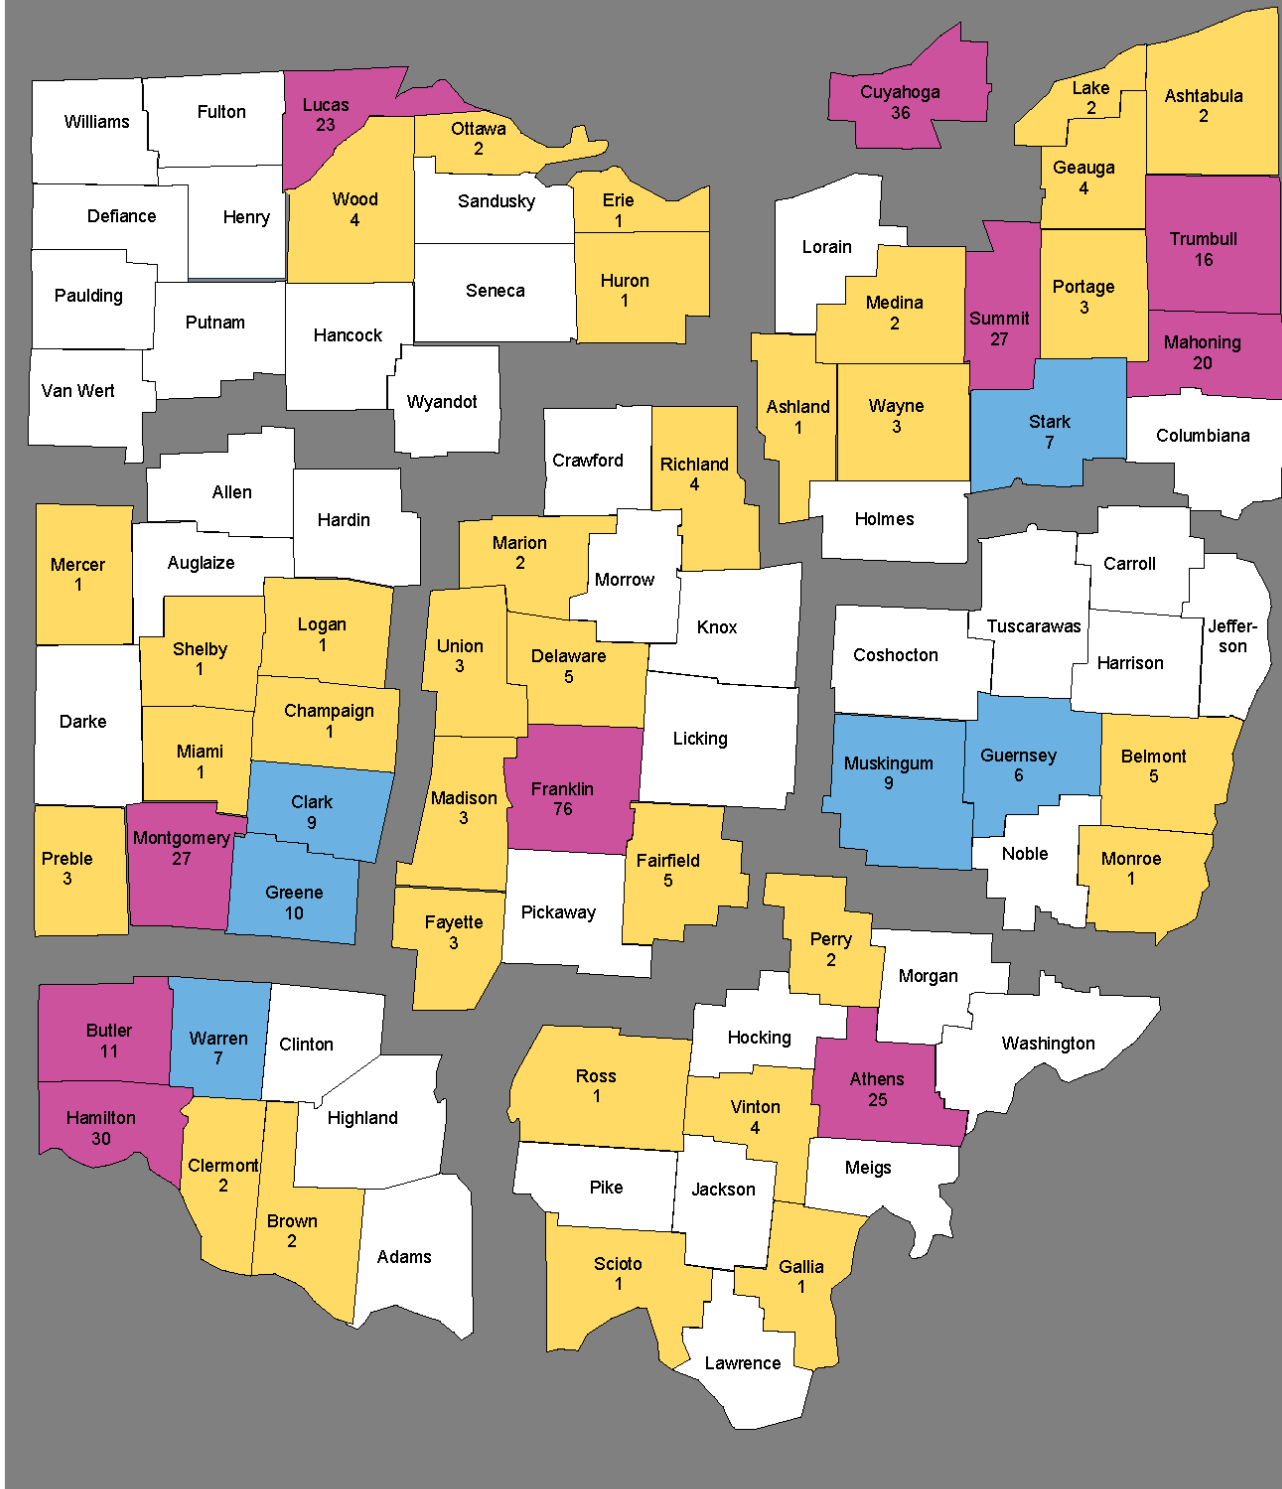 Williams
Fulton
Lucas
23
Ottawa
2
Defiance
Henry
Wood
4
Sandusky
Erie
1
Paulding
Putnam
Hancock
Seneca
Huron
1
Van Wert
Wyandot
Cuyahoga
36
Lake
2
Ashtabula
2
Geauga
4
Lorain
Medina
2
Summit
27
Portage
3
Trumbull
16
Mahoning
20
Ashland
1
Wayne
3
Stark
7
Columbiana
Holmes
Allen
Hardin
Mercer
1
Auglaize
Shelby
1
Logan
1
Darke
Miami
1
Champaign
1
Clark
9
Preble
3
Montgomery
27
Greene
10
Crawford
Richland
4
Marion
2
Morrow
Knox
Union
3
Delaware
5
Licking
Madison
3
Franklin
76
Fairfield
5
Fayette
3
Pickaway
Carroll
Tuscarawas
Jeffer-
son
Coshocton
Harrison
Muskingum
9
Guernsey
6
Belmont
5
Noble
Monroe
1
Butler
11
Warren
7
Clinton
Hamilton
30
Highland
Clermont
2
Brown
2
Adams
Perry
2
Morgan
Hocking
Washington
Ross
1
Vinton
4
Athens
25
Pike
Jackson
Meigs
Scioto
1
Gallia
1
Lawrence